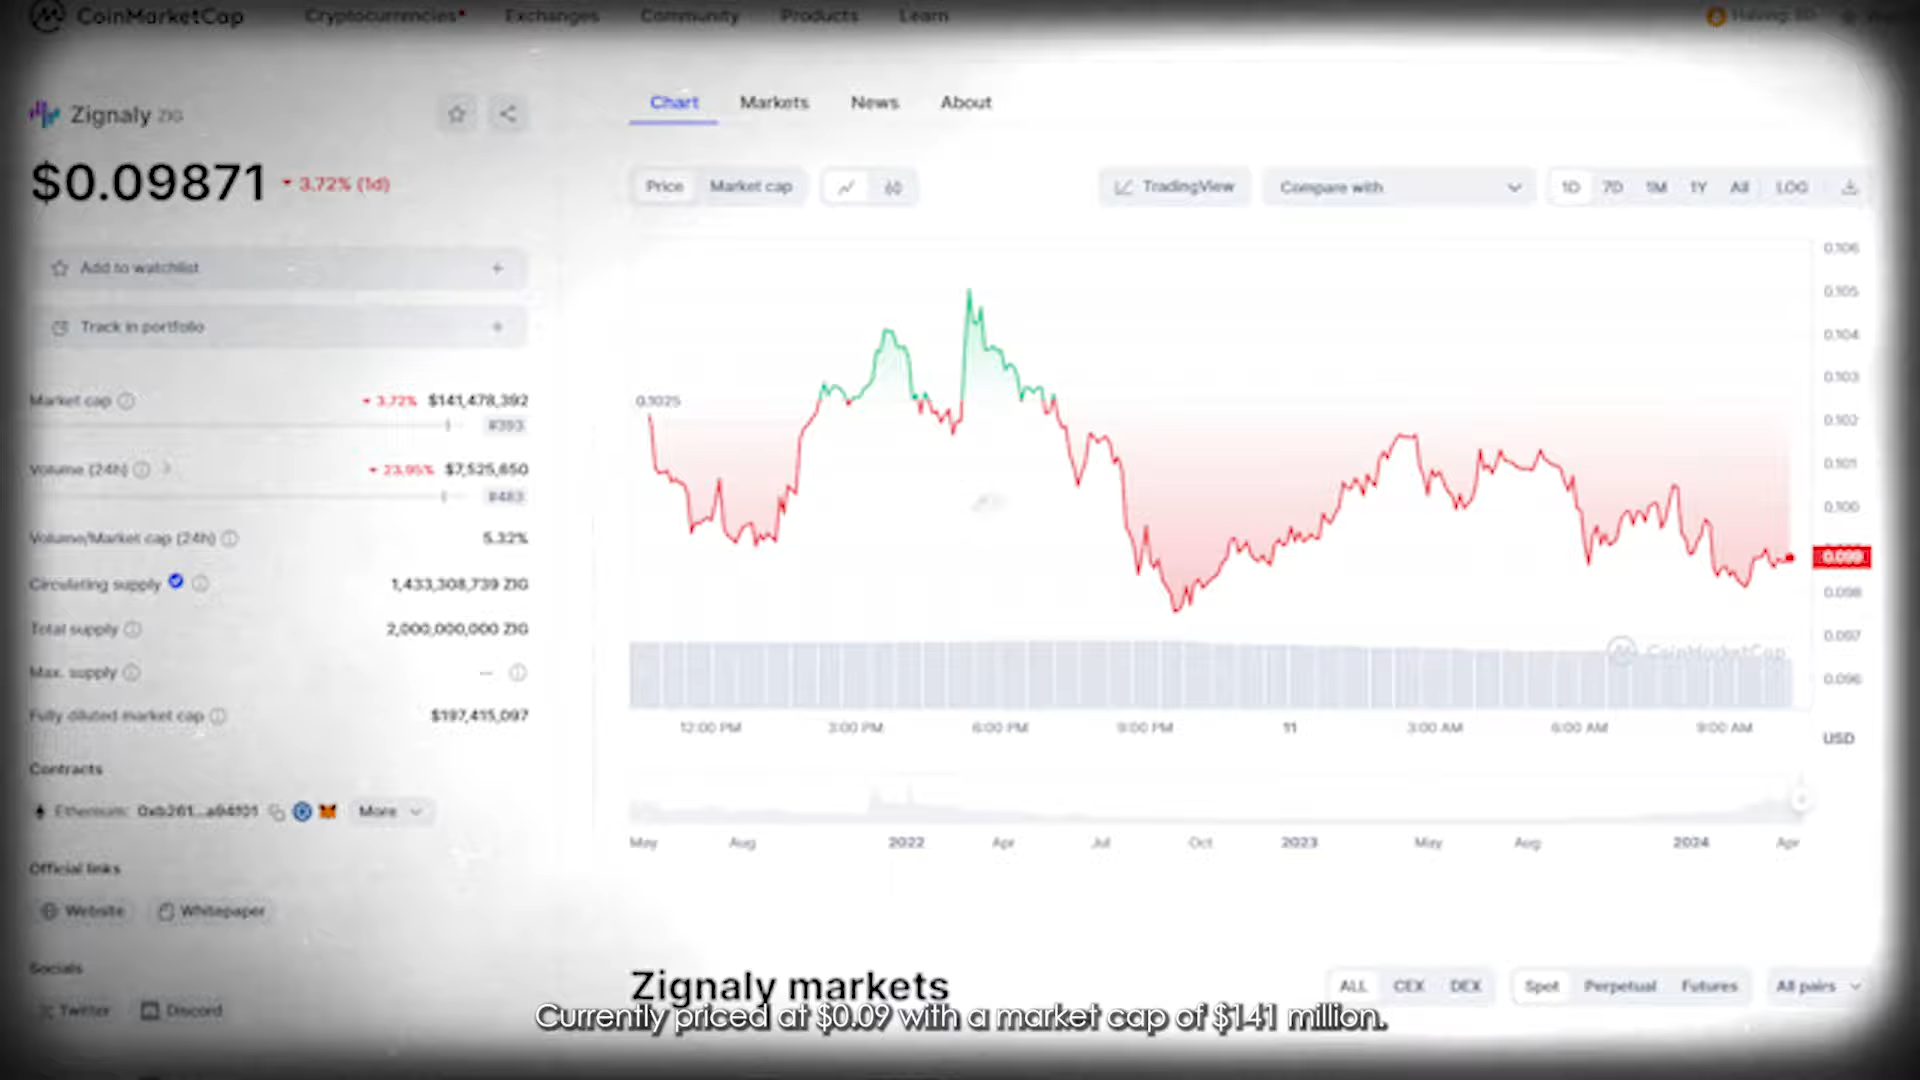 CoinMarketCap Cryptocurrencies Exchanges Community Products Learn
Zignaly ZIG
$0.09871 3.72% (1d)
Add to watchlist +
Track in portfolio +
Market cap 3.72% $141,478,392
#393
Volume (24h) 23.95% $7,525,650
#483
Volume/Market cap (24h) 5.32%
Circulating supply 1,433,308,739 ZIG
Total supply 2,000,000,000 ZIG
Max. supply --
Fully diluted market cap $197,415,097
Contracts
Ethereum: More
Official links
Website Whitepaper
Socials
Twitter Discord
Chart Markets News About
Price Market cap TradingView Compare with 1D 7D 1M 1Y All LOG
0.1025
0.106
0.105
0.104
0.103
0.102
0.101
0.100
0.099
0.098
0.097
0.096
CoinMarketCap
12:00 PM 3:00 PM 6:00 PM 9:00 PM 11 3:00 AM 6:00 AM 9:00 AM
USD
May Aug 2022 Apr Jul Oct 2023 May Aug 2024 Apr
Zignaly markets ALL CEX DEX Spot Perpetual Futures All pairs
Currently priced at $0.09 with a market cap of $141 million.